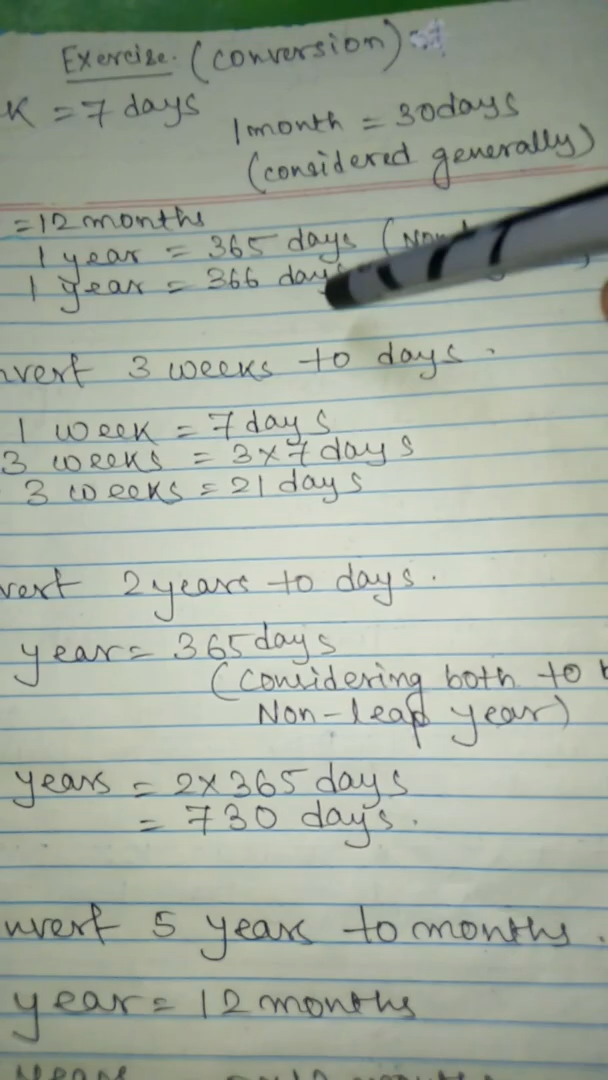 Exercise. (conversion)
K = 7 days
1 month = 30 days
(considered generally)
= 12 months
1 year = 365 days
1 year = 366 days
nvert 3 weeks to days.
1 week = 7 days
3 weeks = 3 x 7 days
3 weeks = 21 days
vert 2 years to days.
year = 365 days
(considering both to
Non-leap year)
years = 2 x 365 days
= 730 days.
nvert 5 years to months.
year = 12 months